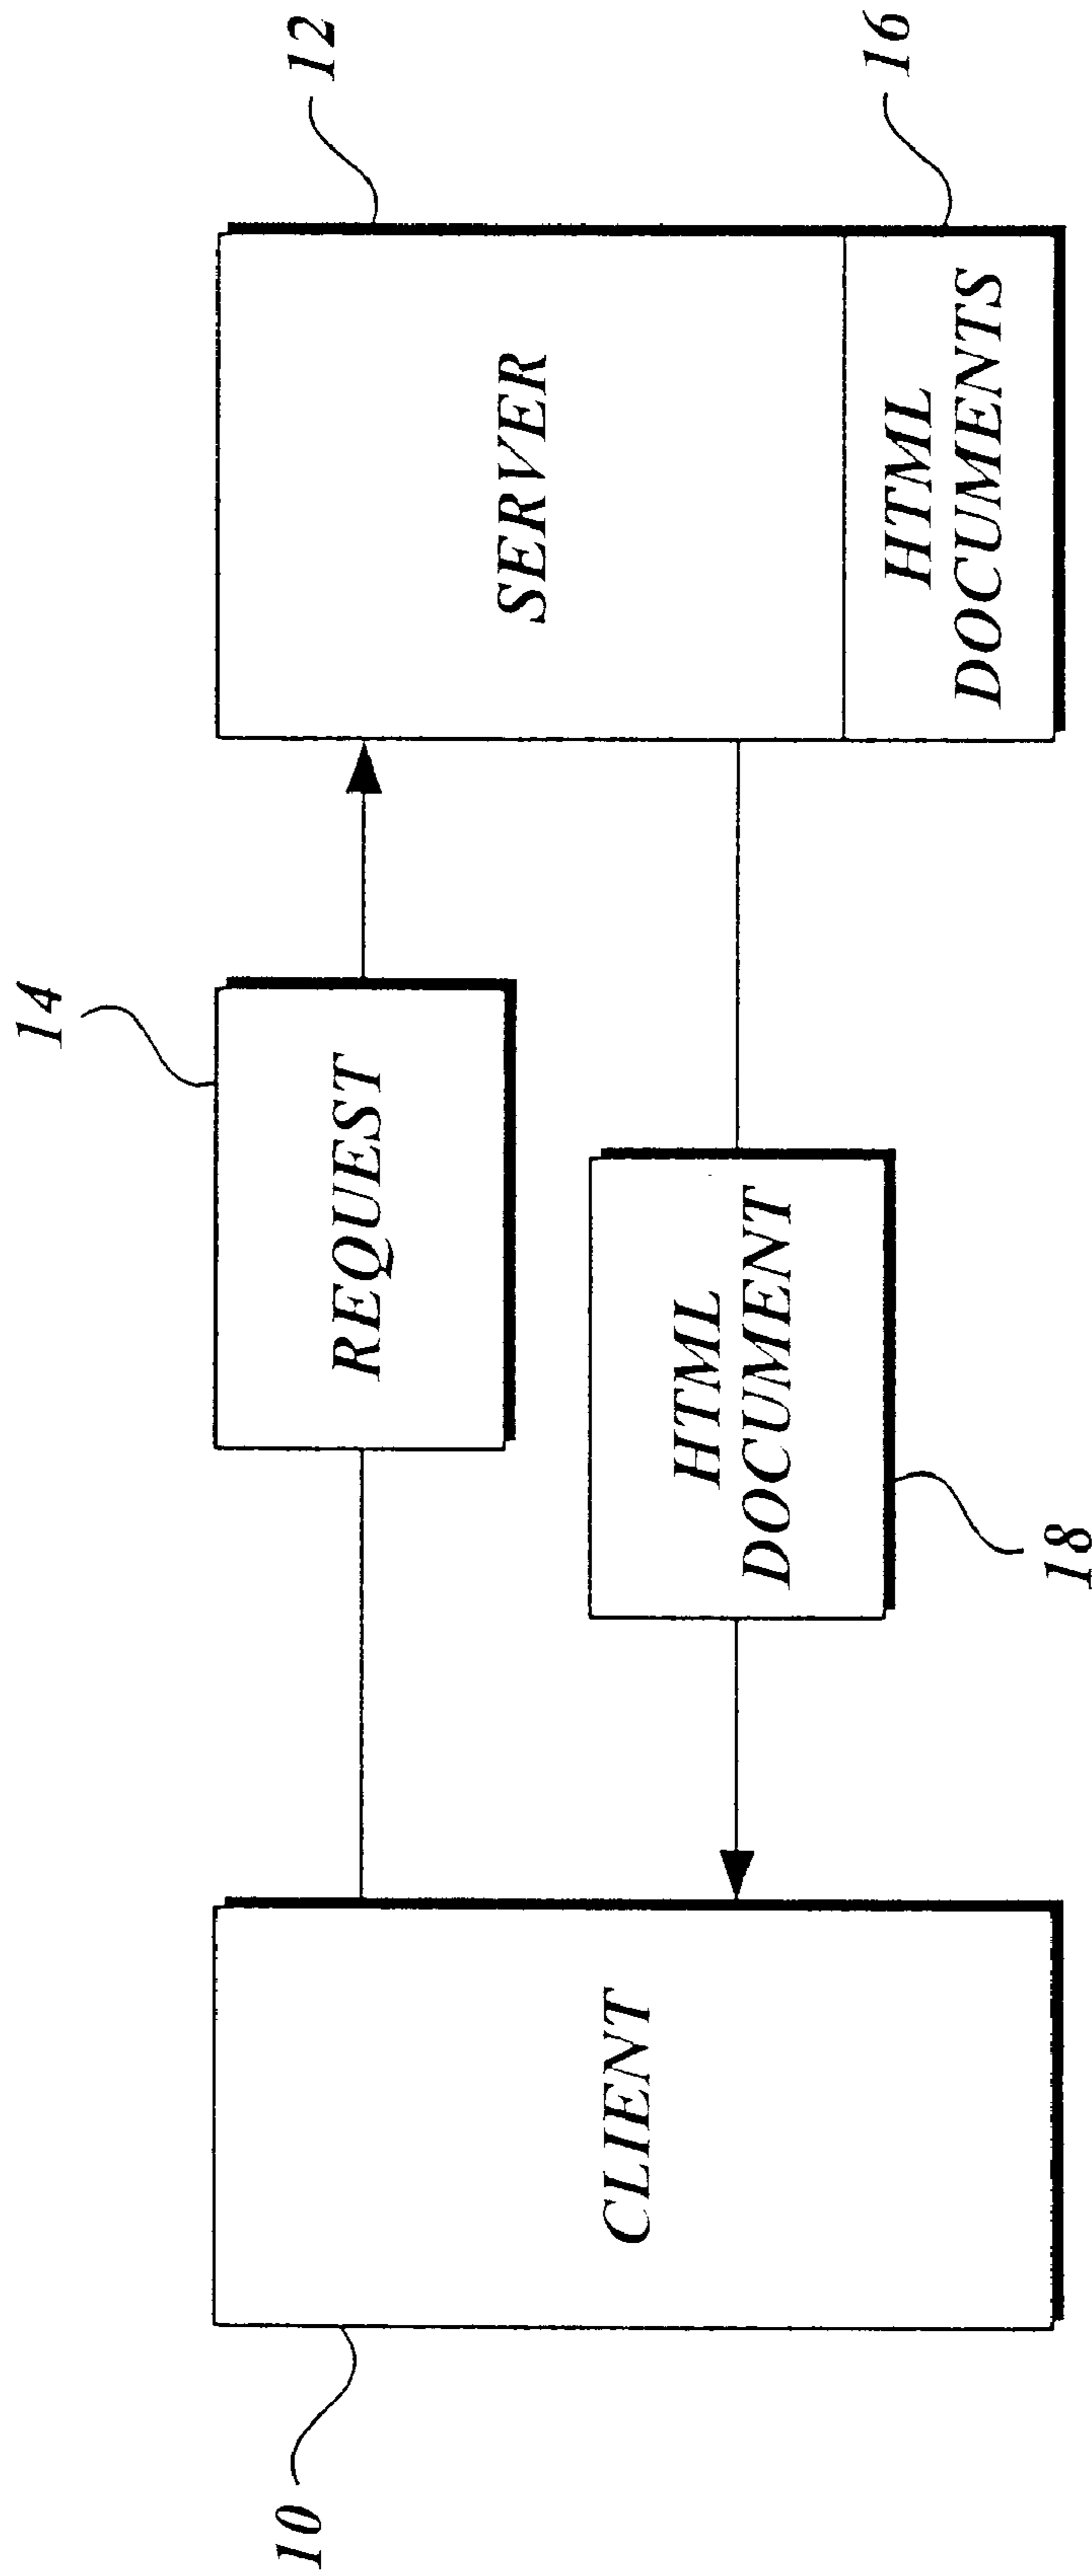 14
12
REQUEST
SERVER
CLIENT
HTML
DOCUMENT
HTML
DOCUMENTS
10
18
16